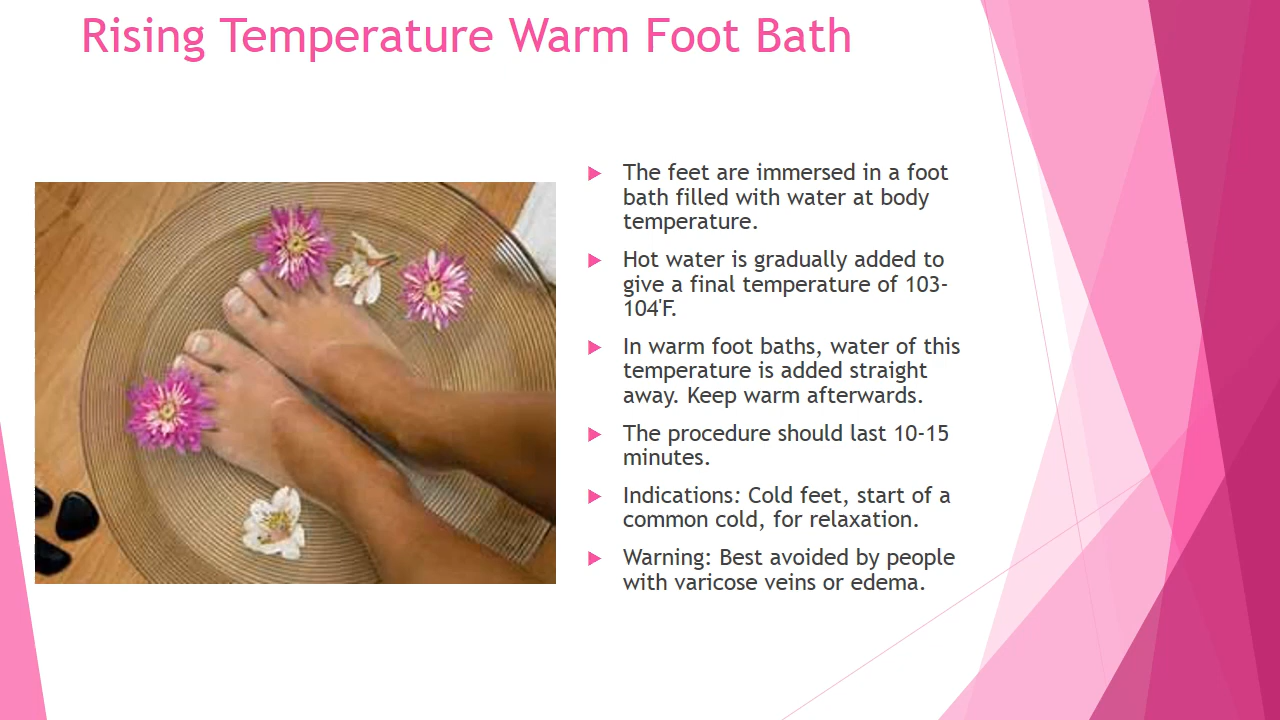 Rising Temperature Warm Foot Bath
The feet are immersed in a foot
bath filled with water at body
temperature.
Hot water is gradually added to
give a final temperature of 103-
104'F.
In warm foot baths, water of this
temperature is added straight
away. Keep warm afterwards.
The procedure should last 10-15
minutes.
Indications: Cold feet, start of a
common cold, for relaxation.
Warning: Best avoided by people
with varicose veins or edema.